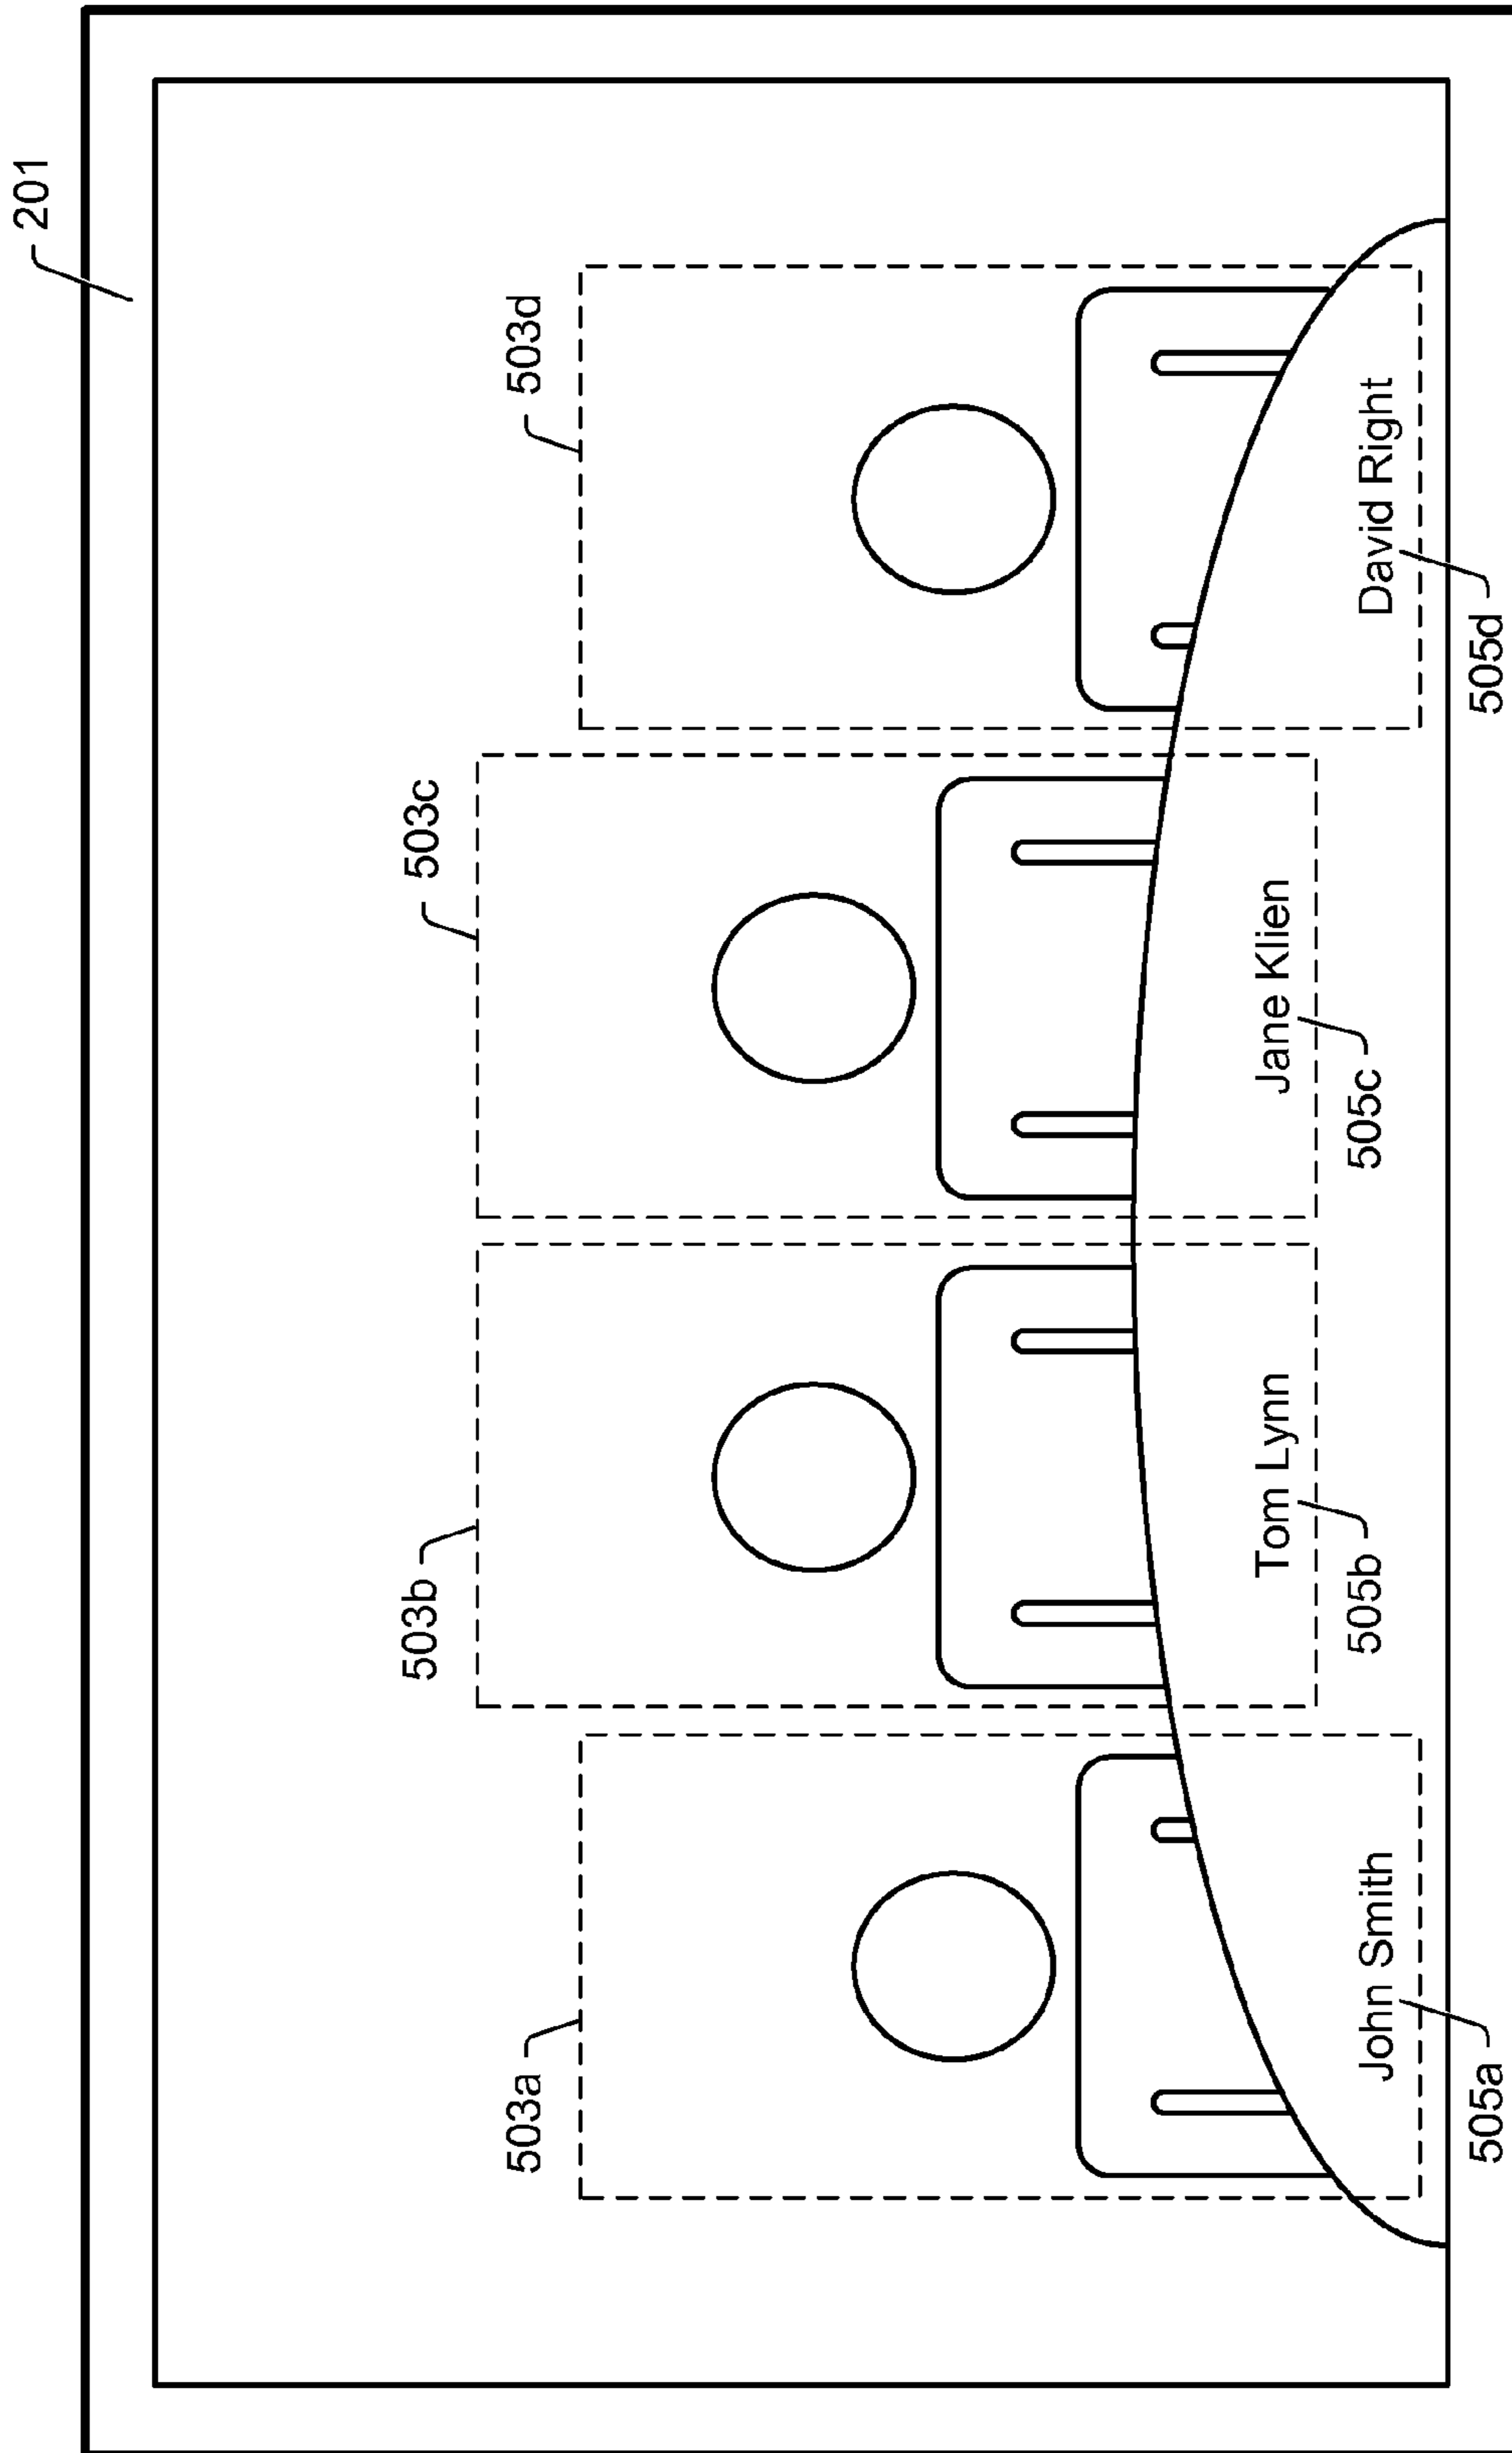 201
503a
503b
503c
503d
John Smith
Tom Lynn
Jane Klien
David Right
505a
505b
505c
505d